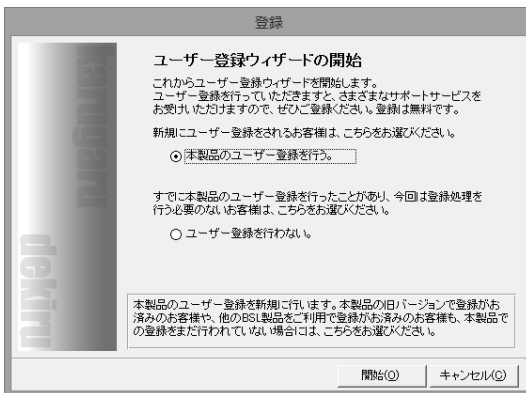 登録
ユーザー登録ウィザードの開始
これからユーザー登録ウィザードを開始します。
ユーザー登録を行っていただきますと、さまざまなサポートサービスを
お受けいただけますので、ぜひご登録ください。登録は無料です。
新規にユーザー登録をされるお客様は、こちらをお選びください。
本製品のユーザー登録を行う。
すでに本製品のユーザー登録を行ったことがあり、今回は登録処理を
行う必要のないお客様は、こちらをお選びください。
ユーザー登録を行わない。
本製品のユーザー登録を新規に行います。本製品の旧バージョンで登録がお
済みのお客様や、他のBSL製品をご利用で登録がお済みのお客様も、本製品で
の登録をまだ行われていない場合には、こちらをお選びください。
karugaru
dekiru
開始(O)
キャンセル(C)